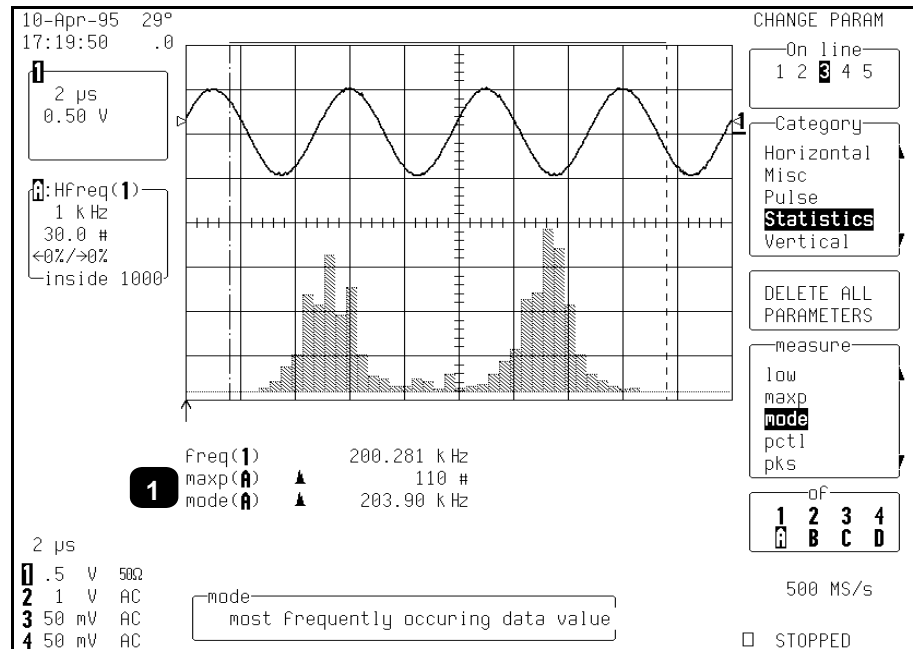 10-Apr-95 29°
17:19:50 .0
1
2 µs
0.50 V
A:Hfreq(1)
1 kHz
30.0 #
←0%/→0%
inside 1000
1
freq(1) 200.281 kHz
maxp(A) 110 #
mode(A) 203.90 kHz
1
2 µs
1 .5 V 50Ω
2 1 V AC
3 50 mV AC
4 50 mV AC
mode
most frequently occuring data value
CHANGE PARAM
On line
1 2 3 4 5
Category
Horizontal
Misc
Pulse
Statistics
Vertical
DELETE ALL
PARAMETERS
measure
low
maxp
mode
pctl
pks
of
1 2 3 4
A B C D
500 MS/s
STOPPED